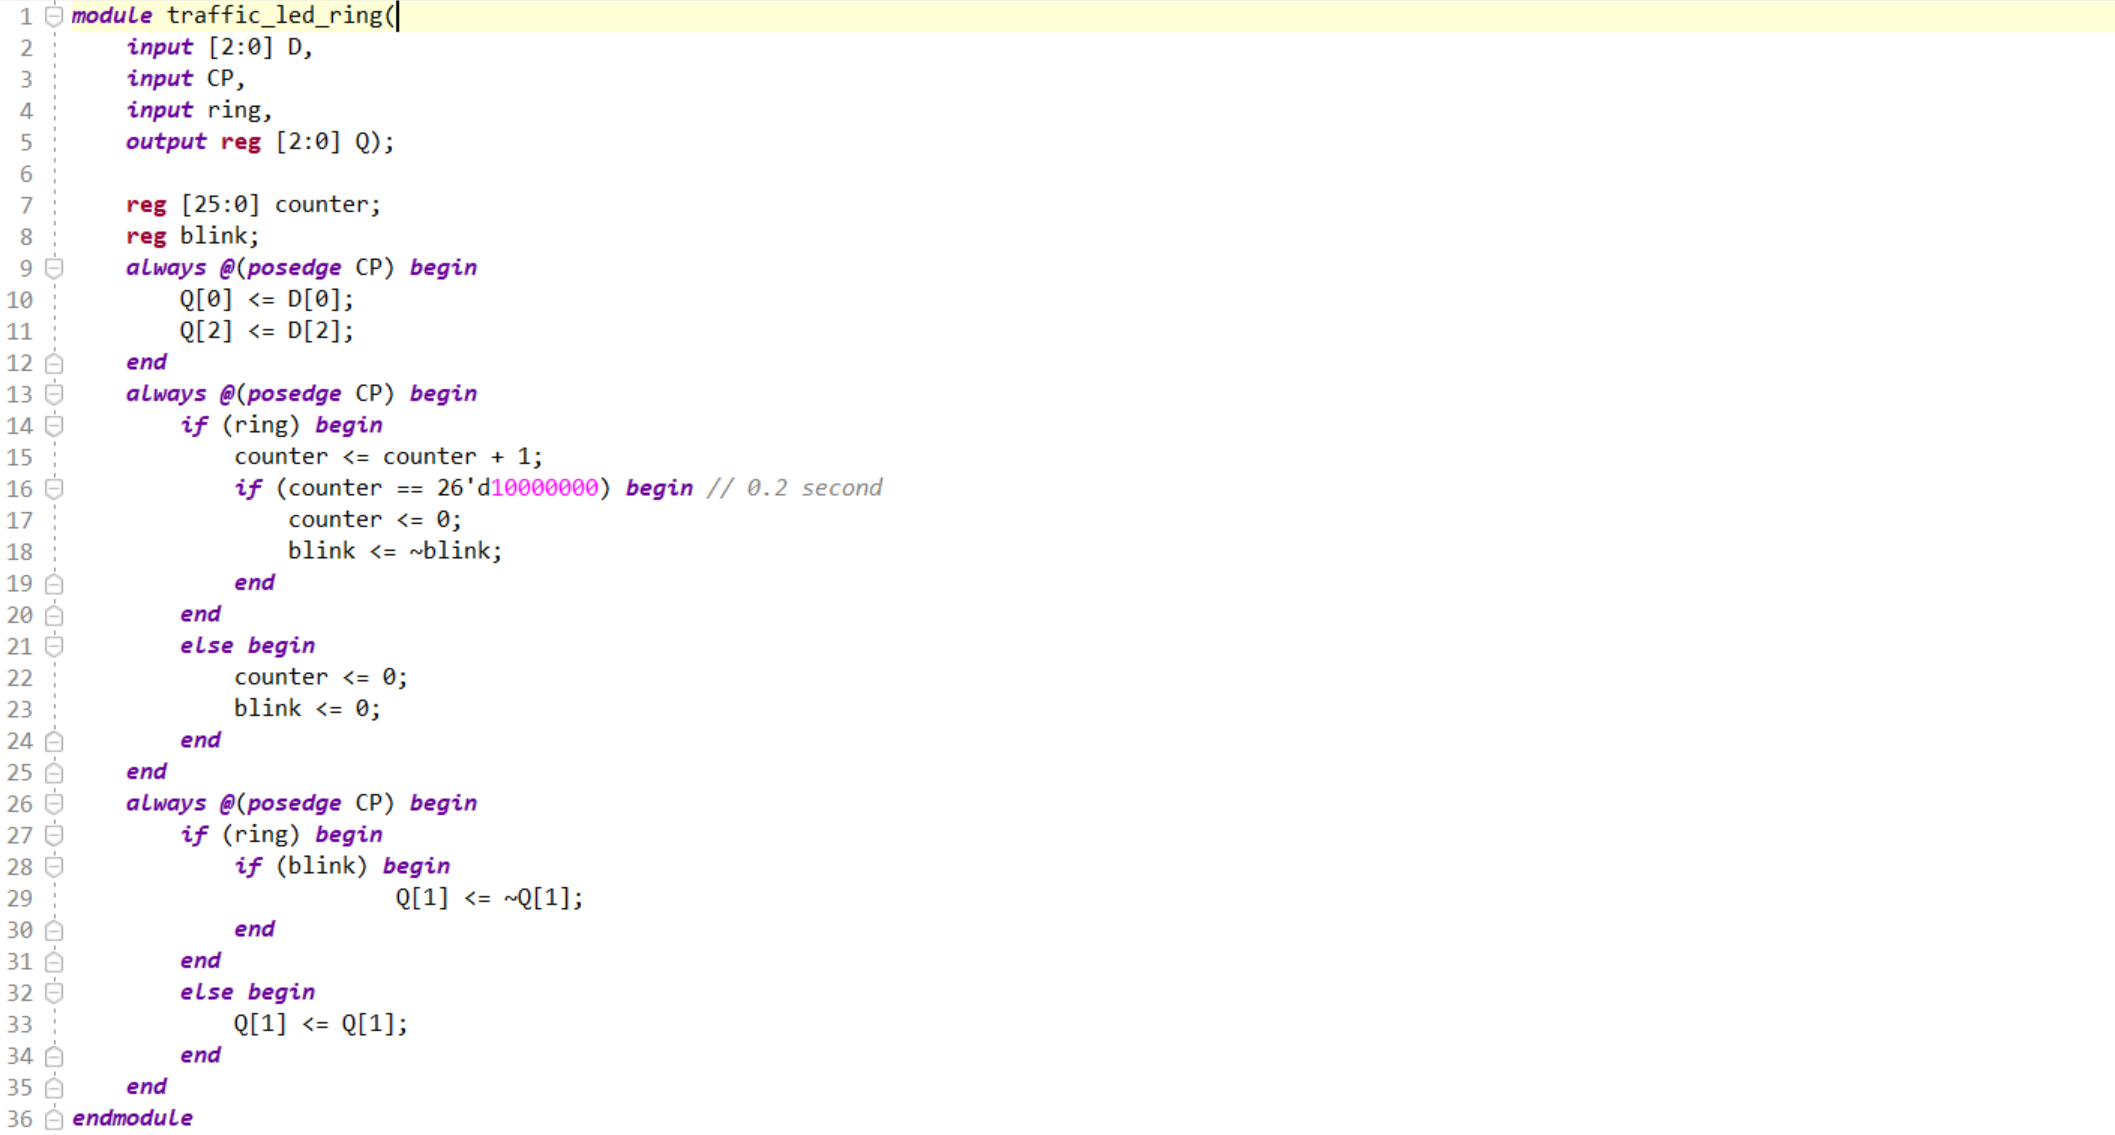 1 module traffic_led_ring(
2 input [2:0] D,
3 input CP,
4 input ring,
5 output reg [2:0] Q);
6
7 reg [25:0] counter;
8 reg blink;
9 always @(posedge CP) begin
10 Q[0] <= D[0];
11 Q[2] <= D[2];
12 end
13 always @(posedge CP) begin
14 if (ring) begin
15 counter <= counter + 1;
16 if (counter == 26'd10000000) begin // 0.2 second
17 counter <= 0;
18 blink <= ~blink;
19 end
20 end
21 else begin
22 counter <= 0;
23 blink <= 0;
24 end
25 end
26 always @(posedge CP) begin
27 if (ring) begin
28 if (blink) begin
29 Q[1] <= ~Q[1];
30 end
31 end
32 else begin
33 Q[1] <= Q[1];
34 end
35 end
36 endmodule